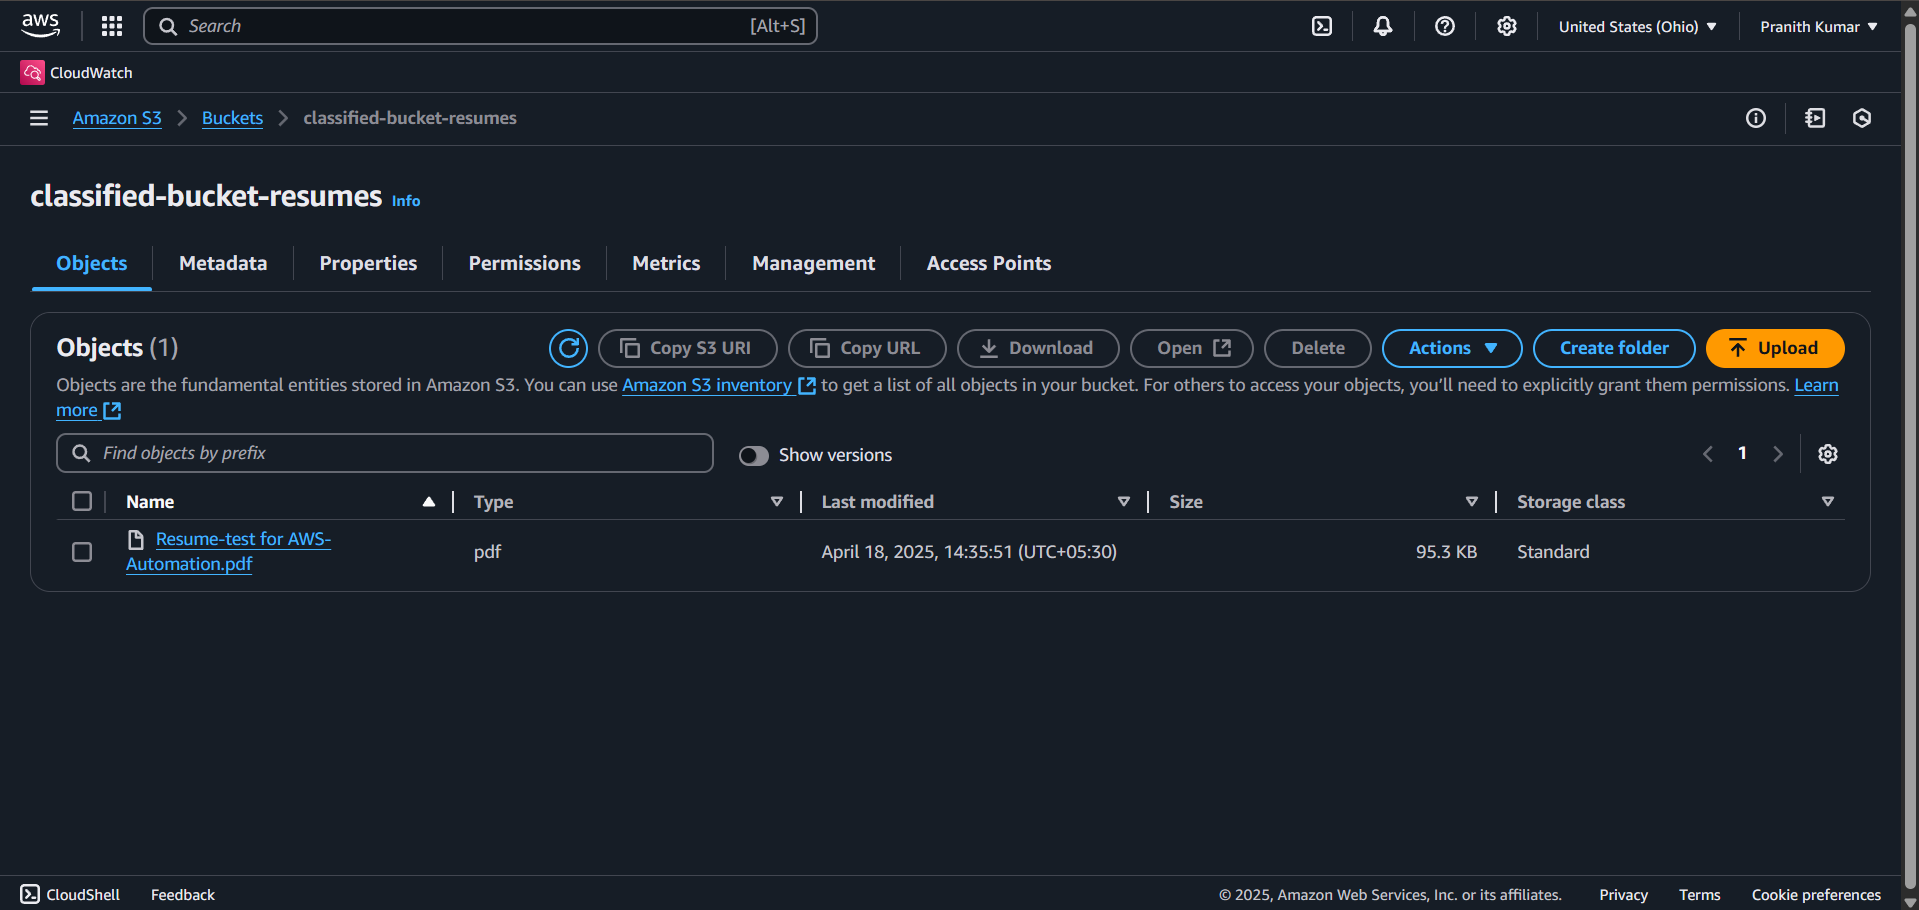 aws
Search [Alt+S]
United States (Ohio)
Pranith Kumar
CloudWatch
Amazon S3
Buckets
classified-bucket-resumes
classified-bucket-resumes Info
Objects
Metadata
Properties
Permissions
Metrics
Management
Access Points
Objects (1)
Copy S3 URI
Copy URL
Download
Open
Delete
Actions
Create folder
Upload
Objects are the fundamental entities stored in Amazon S3. You can use Amazon S3 inventory to get a list of all objects in your bucket. For others to access your objects, you’ll need to explicitly grant them permissions. Learn
more
Find objects by prefix
Show versions
1
Name
Type
Last modified
Size
Storage class
Resume-test for AWS-
Automation.pdf
pdf
April 18, 2025, 14:35:51 (UTC+05:30)
95.3 KB
Standard
CloudShell
Feedback
© 2025, Amazon Web Services, Inc. or its affiliates.
Privacy
Terms
Cookie preferences